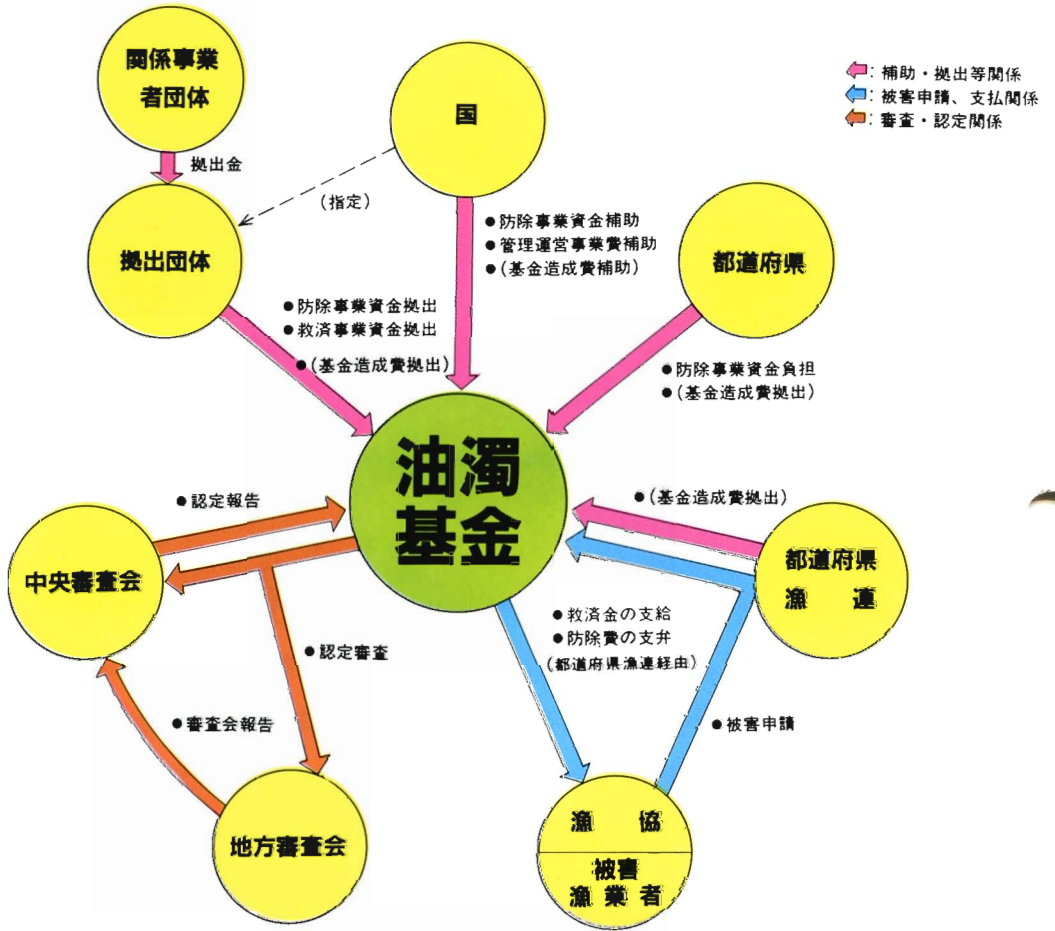 関係事業
者団体
国
⇦: 補助・拠出等関係
⇦: 被害申請、支払関係
⇦: 審査・認定関係
拠出金
(指定)
拠出団体
●防除事業資金補助
●管理運営事業費補助
●(基金造成費補助)
都道府県
●防除事業資金拠出
●救済事業資金拠出
●(基金造成費拠出)
●防除事業資金負担
●(基金造成費拠出)
油濁
基金
●認定報告
●(基金造成費拠出)
中央審査会
都道府県
漁連
●救済金の支給
●防除費の支弁
(都道府県漁連経由)
●認定審査
●審査会報告
●被害申請
地方審査会
漁協
被害
漁業者